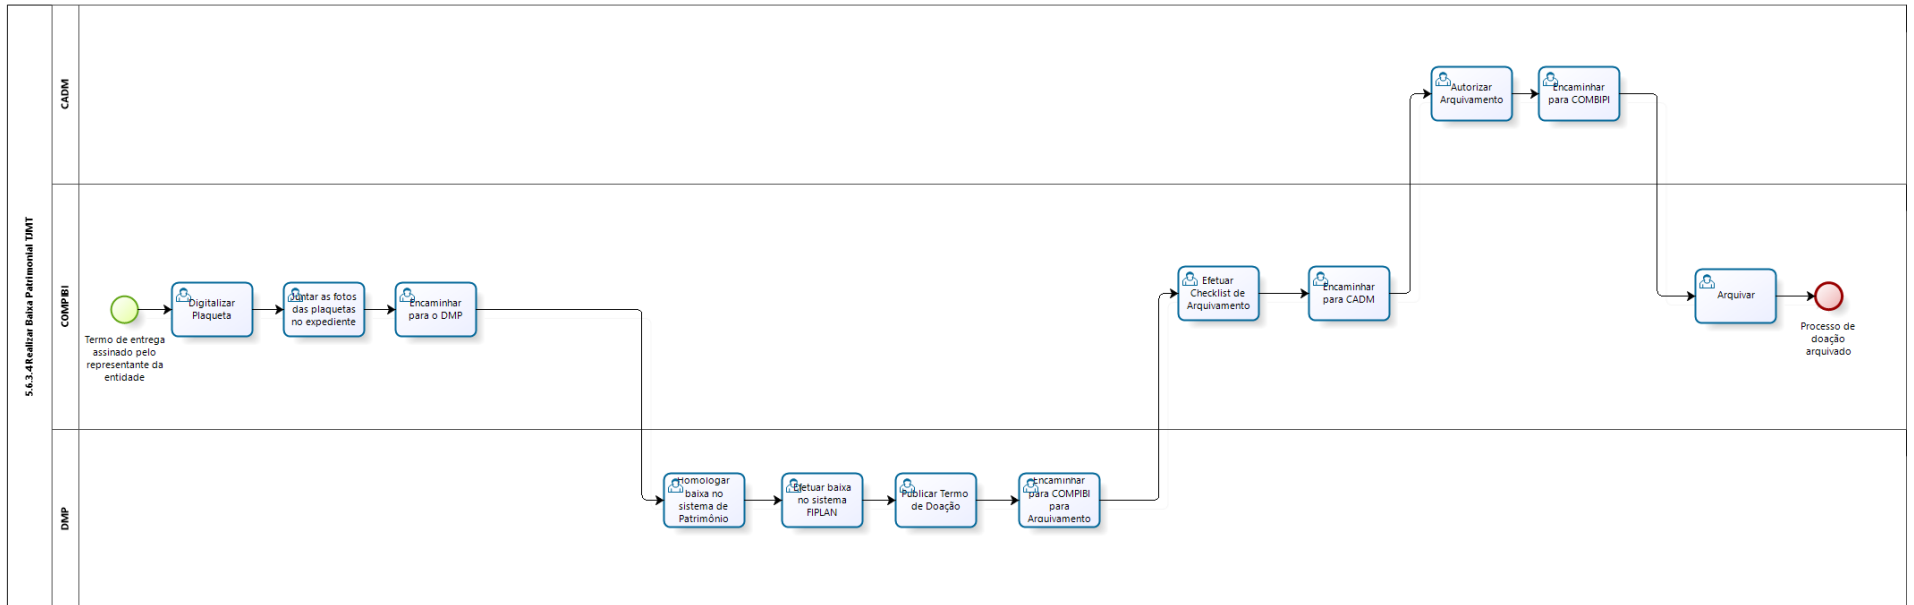 5.6.3.4Realizar Baixa Patrimonial TJMT
CADM
Autorizar
Arquivamento
Encaminhar
para COMBIPI
COMPIBI
Termo de entrega
assinado pelo
representante da
entidade
Digitalizar
Plaqueta
Juntar as fotos
das plaquetas
no expediente
Encaminhar
para o DMP
Efetuar
Checklist de
Arquivamento
Encaminhar
para CADM
Arquivar
Processo de
doação
arquivado
DMP
Homologar
baixa no
sistema de
Patrimônio
Efetuar baixa
no sistema
FIPLAN
Publicar Termo
de Doação
Encaminhar
para COMPIBI
para
Arquivamento